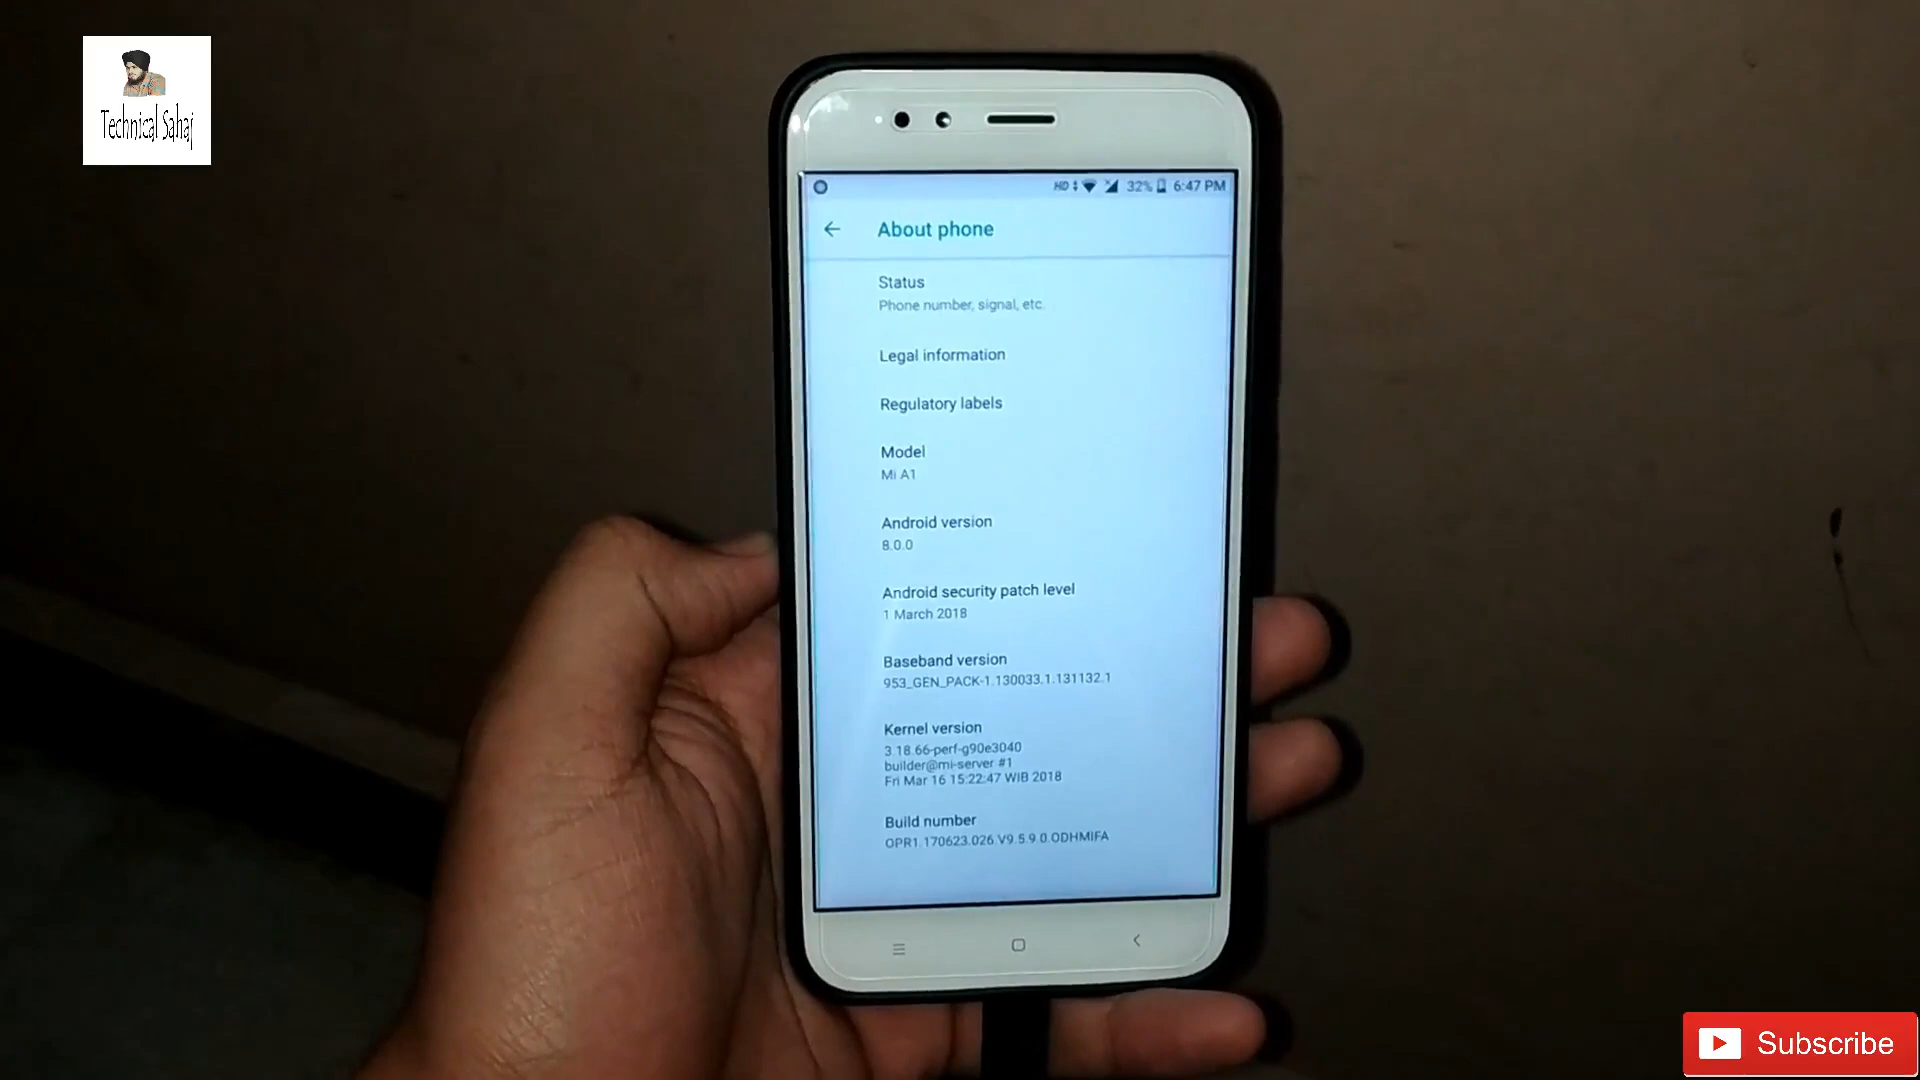 Technical Sahaj
HD 32% 6:47 PM
About phone
Status
Phone number, signal, etc.
Legal information
Regulatory labels
Model
Mi A1
Android version
8.0.0
Android security patch level
1 March 2018
Baseband version
953_GEN_PACK-1.130033.1.131132.1
Kernel version
3.18.66-perf-g90e3040
builder@mi-server #1
Fri Mar 16 15:22:47 WIB 2018
Build number
OPR1.170623.026.V9.5.9.0.ODHMIFA
Subscribe